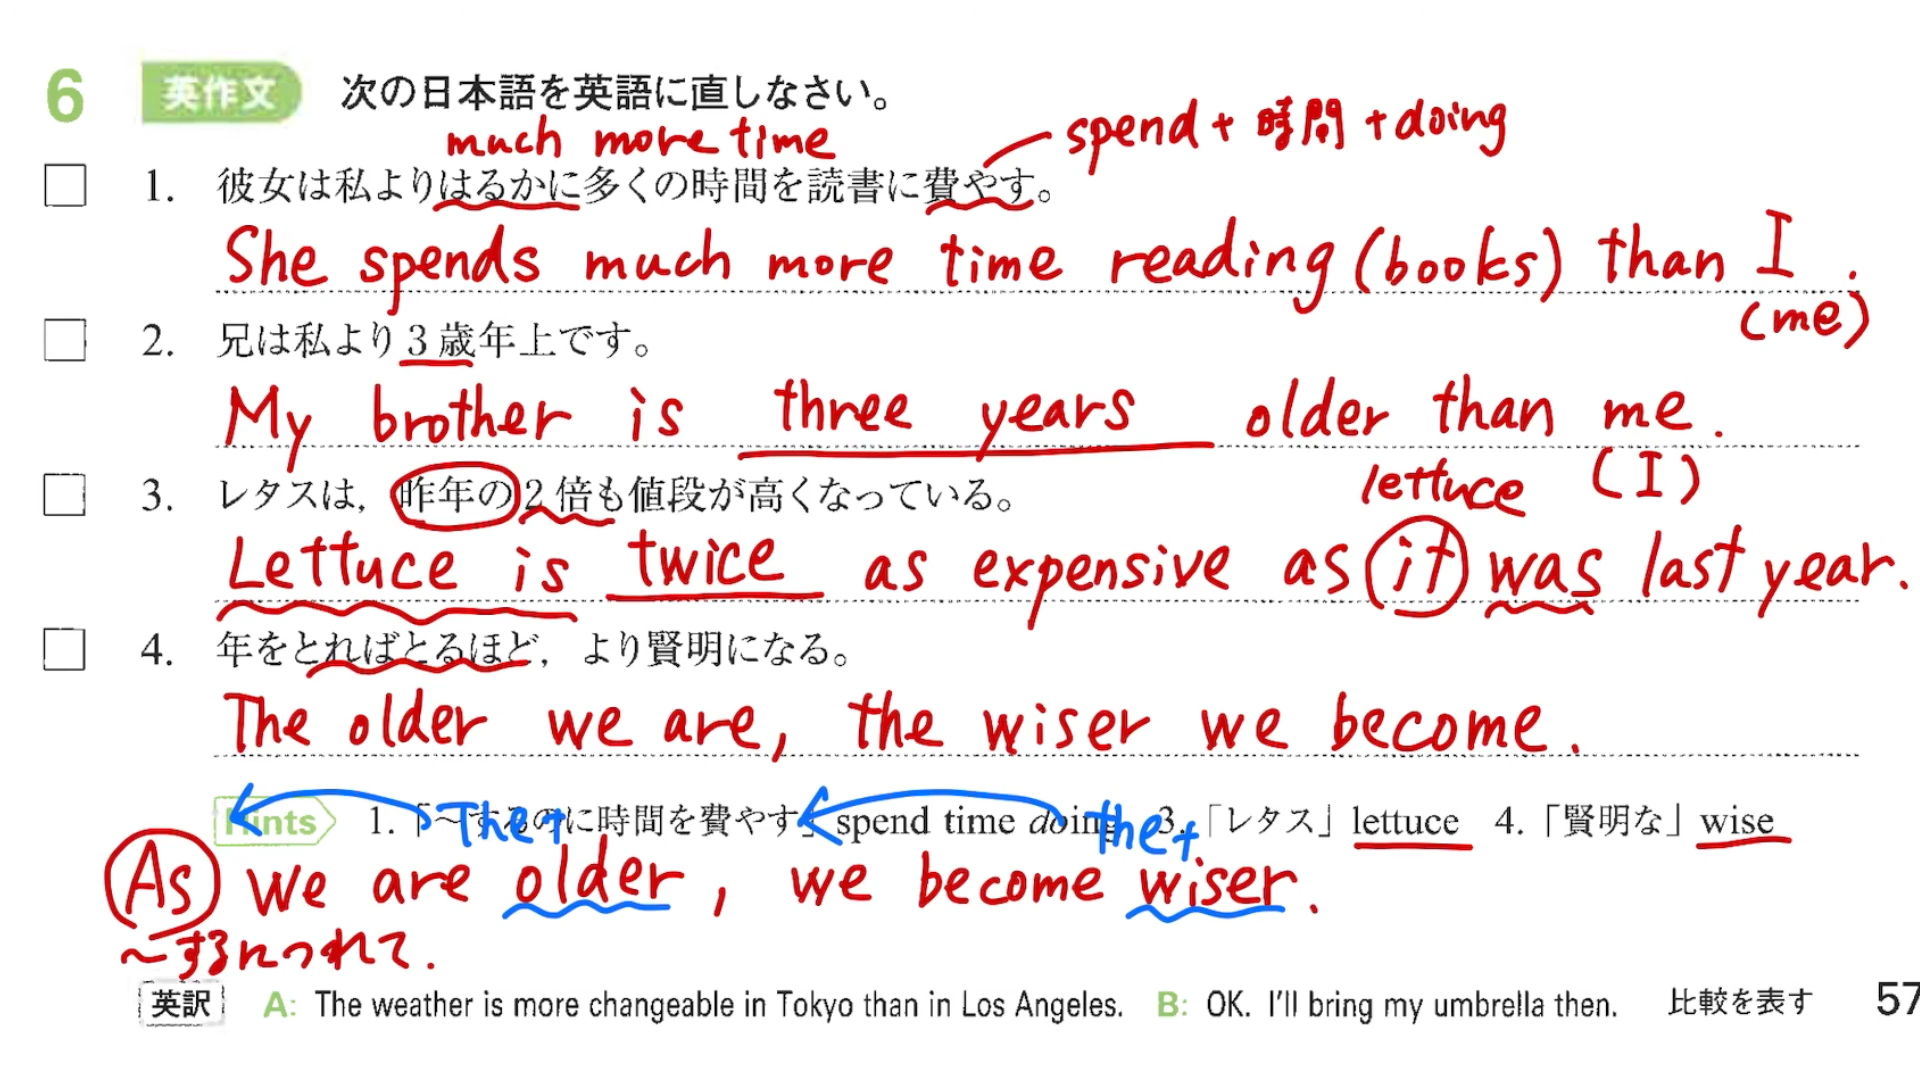 6 英作文 次の日本語を英語に直しなさい。
much more time
spend + 時間 + doing
1. 彼女は私よりはるかに多くの時間を読書に費やす。
She spends much more time reading (books) than I.
(me)
2. 兄は私より3歳年上です。
My brother is three years older than me.
(I)
3. レタスは，昨年の2倍も値段が高くなっている。
lettuce
Lettuce is twice as expensive as it was last year.
4. 年をとればとるほど，より賢明になる。
The older we are, the wiser we become.
Hints 1.「～するのに時間を費やす」spend time doing 3.「レタス」lettuce 4.「賢明な」wise
The+ the+
As we are older, we become wiser.
～するにつれて.
英訳 A: The weather is more changeable in Tokyo than in Los Angeles. B: OK. I'll bring my umbrella then. 比較を表す 57